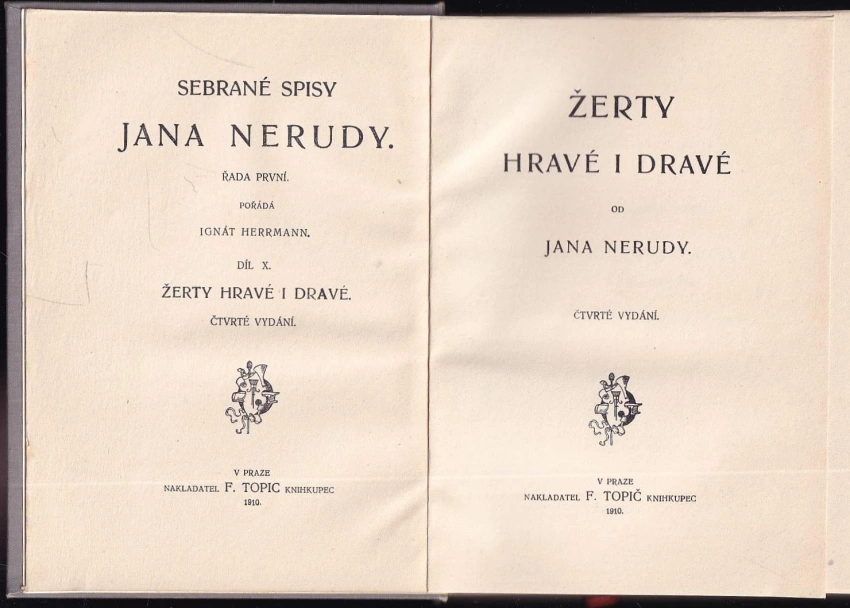 SEBRANÉ SPISY
JANA NERUDY.
ŘADA PRVNÍ.
POŘÁDÁ
IGNÁT HERRMANN.
DÍL X.
ŽERTY HRAVÉ I DRAVÉ.
ČTVRTÉ VYDÁNÍ.
V PRAZE
NAKLADATEL F. TOPIC KNIHKUPEC
1910.
ŽERTY
HRAVÉ I DRAVÉ
OD
JANA NERUDY.
ČTVRTÉ VYDÁNÍ.
V PRAZE
NAKLADATEL F. TOPIČ KNIHKUPEC
1910.